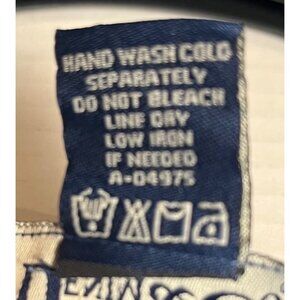 HAND WASH COLD
SEPARATELY
DO NOT BLEACH
LINE DRY
LOW IRON
IF NEEDED
A-04975